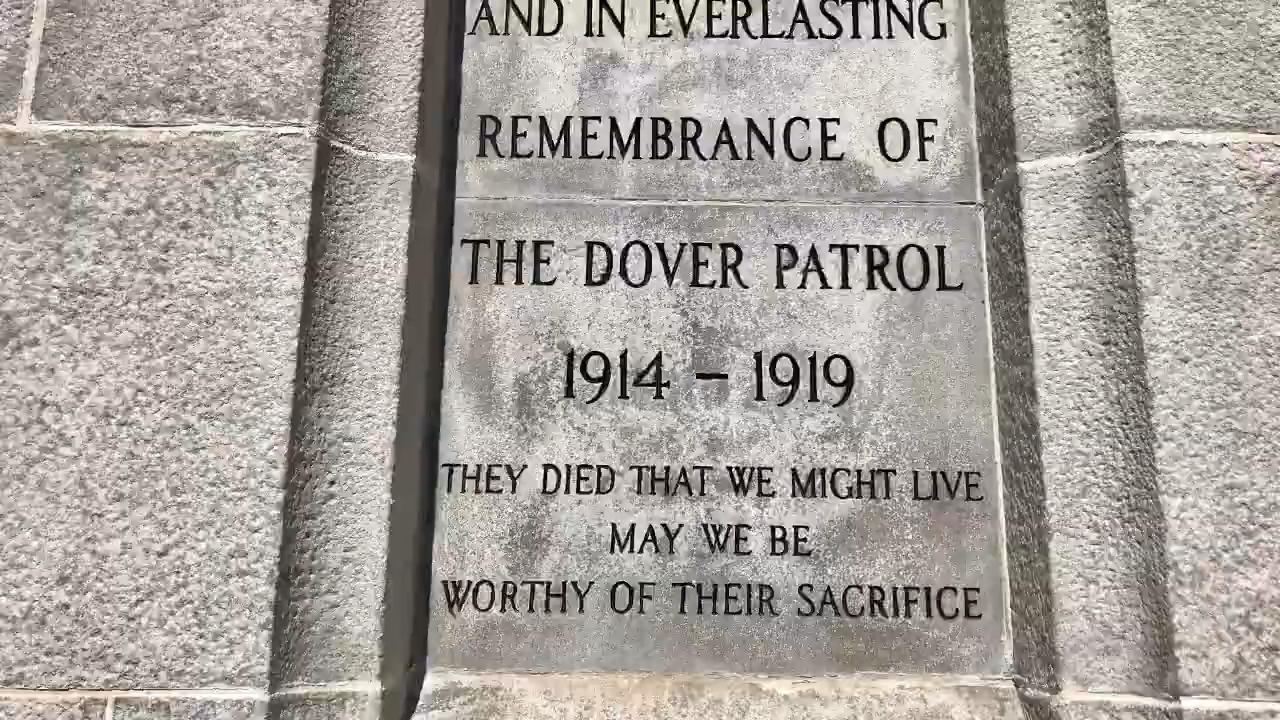 AND IN EVERLASTING
REMEMBRANCE OF
THE DOVER PATROL
1914 – 1919
THEY DIED THAT WE MIGHT LIVE
MAY WE BE
WORTHY OF THEIR SACRIFICE